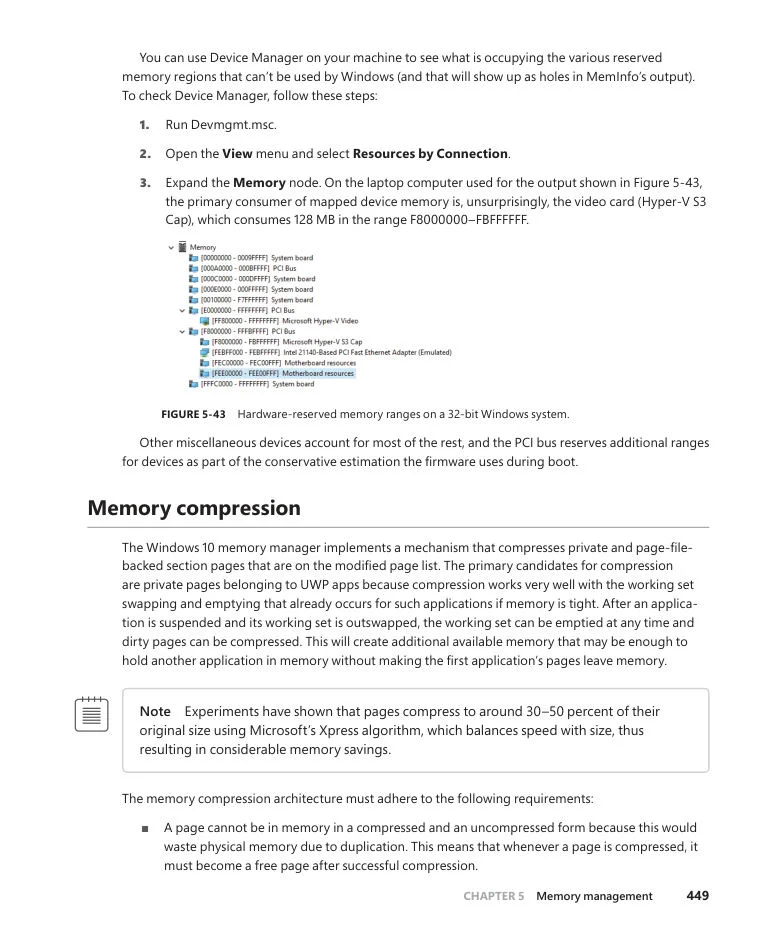 You can use Device Manager on your machine to see what is occupying the various reserved
memory regions that can't be used by Windows (and that will show up as holes in MemInfo's output).
To check Device Manager, follow these steps:
1. Run Devmgmt.msc.
2. Open the View menu and select Resources by Connection.
3. Expand the Memory node. On the laptop computer used for the output shown in Figure 5-43,
the primary consumer of mapped device memory is, unsurprisingly, the video card (Hyper-V S3
Cap), which consumes 128 MB in the range F8000000–FBFFFFFF.
Memory
[00000000 - 0009FFFF] System board
[000A0000 - 000BFFFF] PCI Bus
[000C0000 - 000DFFFF] System board
[000E0000 - 000FFFFF] System board
[00100000 - F7FFFFFF] System board
[E0000000 - FFFFFFFF] PCI Bus
[FF800000 - FFFFFFFF] Microsoft Hyper-V Video
[F8000000 - FFFBFFFF] PCI Bus
[F8000000 - FBFFFFFF] Microsoft Hyper-V S3 Cap
[FEBFF000 - FEBFFFFF] Intel 21140-Based PCI Fast Ethernet Adapter (Emulated)
[FEC00000 - FEC00FFF] Motherboard resources
[FEE00000 - FEE00FFF] Motherboard resources
[FFFC0000 - FFFFFFFF] System board
FIGURE 5-43 Hardware-reserved memory ranges on a 32-bit Windows system.
Other miscellaneous devices account for most of the rest, and the PCI bus reserves additional ranges
for devices as part of the conservative estimation the firmware uses during boot.
Memory compression
The Windows 10 memory manager implements a mechanism that compresses private and page-file-
backed section pages that are on the modified page list. The primary candidates for compression
are private pages belonging to UWP apps because compression works very well with the working set
swapping and emptying that already occurs for such applications if memory is tight. After an applica-
tion is suspended and its working set is outswapped, the working set can be emptied at any time and
dirty pages can be compressed. This will create additional available memory that may be enough to
hold another application in memory without making the first application's pages leave memory.
Note Experiments have shown that pages compress to around 30–50 percent of their
original size using Microsoft's Xpress algorithm, which balances speed with size, thus
resulting in considerable memory savings.
The memory compression architecture must adhere to the following requirements:
■ A page cannot be in memory in a compressed and an uncompressed form because this would
waste physical memory due to duplication. This means that whenever a page is compressed, it
must become a free page after successful compression.
CHAPTER 5 Memory management 449